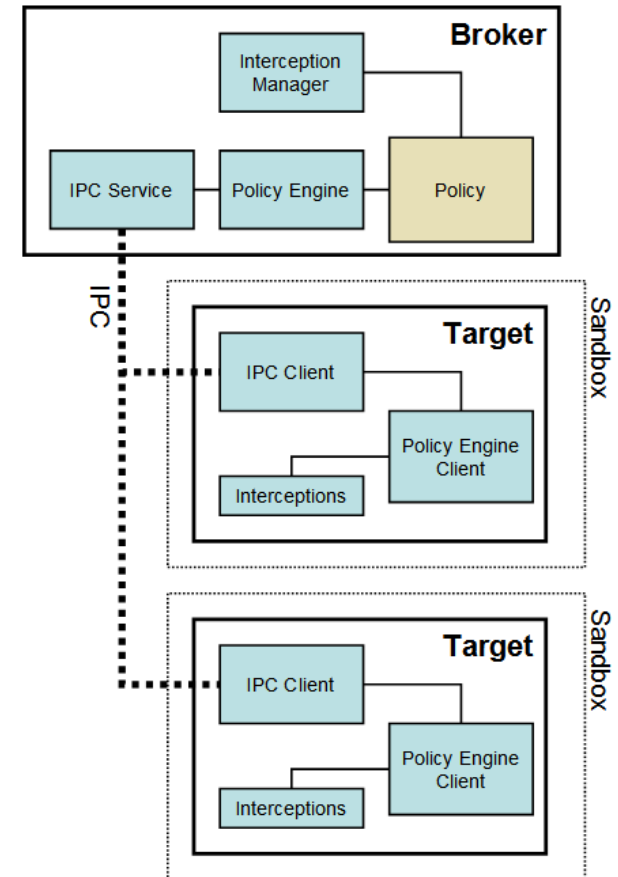 Broker
Interception
Manager
IPC Service
Policy Engine
Policy
IPC
Sandbox
Target
IPC Client
Policy Engine
Client
Interceptions
Sandbox
Target
IPC Client
Policy Engine
Client
Interceptions